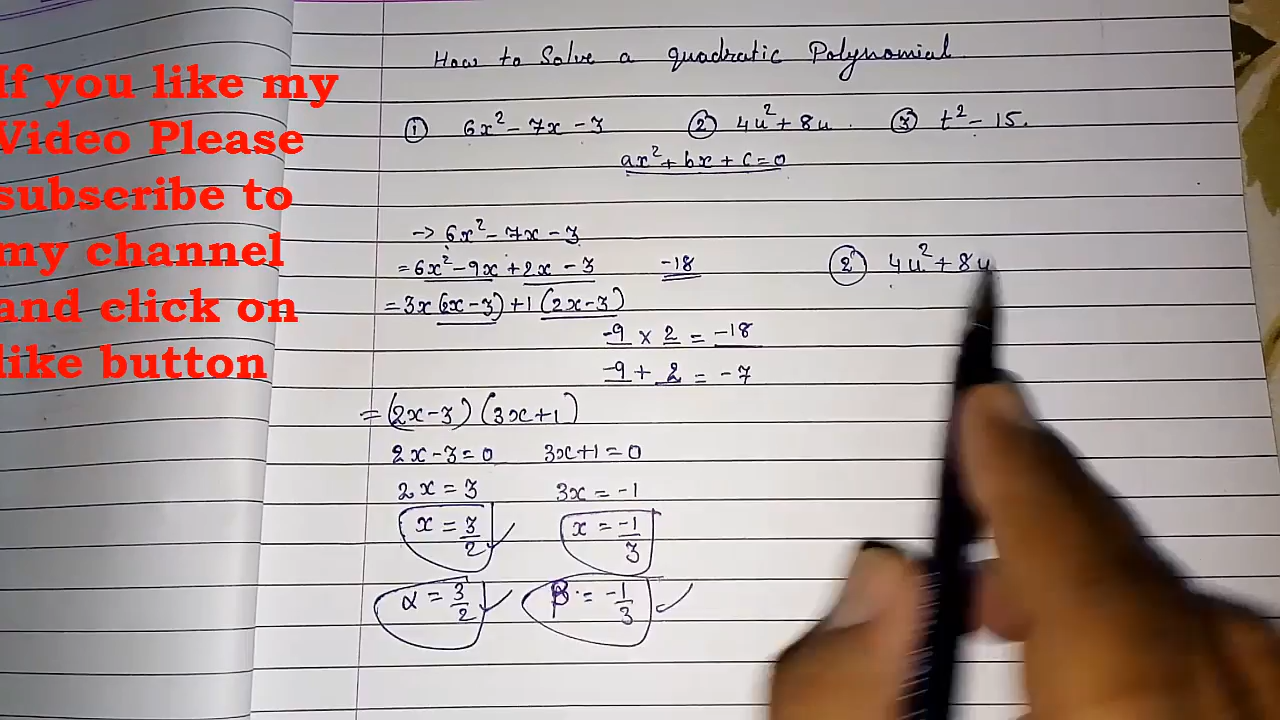 How to Solve a quadratic Polynomial
① 6x² - 7x - 3 ② 4u² + 8u. ③ t² - 15.
ax² + bx + c = 0
→ 6x² - 7x - 3
= 6x² - 9x + 2x - 3 -18
= 3x(2x - 3) + 1(2x - 3)
-9 × 2 = -18
-9 + 2 = -7
= (2x - 3) (3x + 1)
2x - 3 = 0 3x + 1 = 0
2x = 3 3x = -1
x = 3/2 x = -1/3
α = 3/2 β = -1/3
② 4u² + 8u
If you like my
Video Please
subscribe to
my channel
and click on
like button